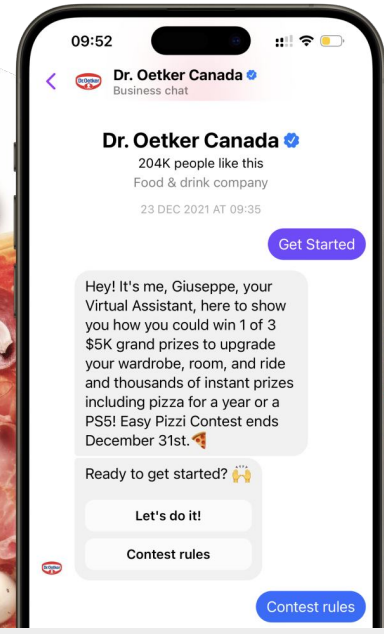 09:52
Dr. Oetker Canada
Business chat
Dr. Oetker
Dr. Oetker Canada
204K people like this
Food & drink company
23 DEC 2021 AT 09:35
Get Started
Hey! It's me, Giuseppe, your
Virtual Assistant, here to show
you how you could win 1 of 3
$5K grand prizes to upgrade
your wardrobe, room, and ride
and thousands of instant prizes
including pizza for a year or a
PS5! Easy Pizzi Contest ends
December 31st.🍕
Ready to get started? 🙌
Let's do it!
Contest rules
Dr. Oetker
Contest rules